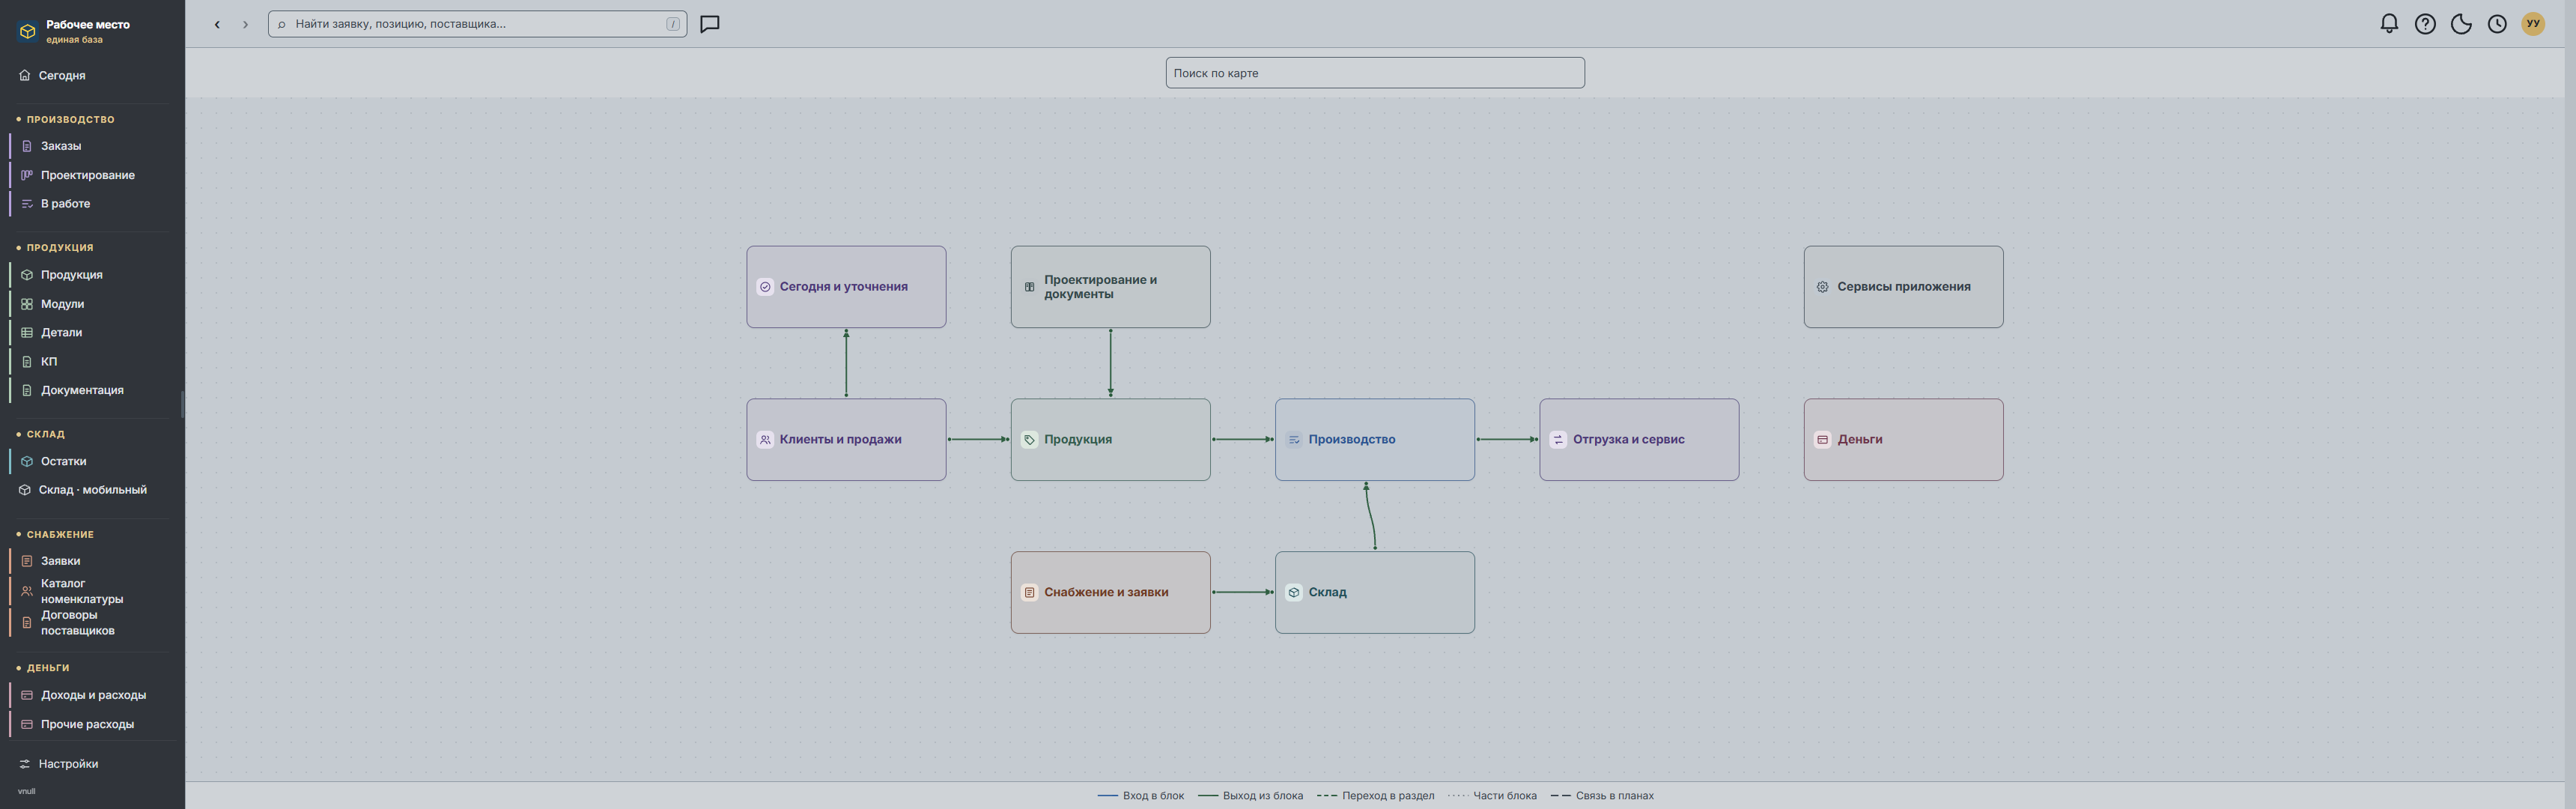 Рабочее место
единая база
Сегодня
ПРОИЗВОДСТВО
Заказы
Проектирование
В работе
ПРОДУКЦИЯ
Продукция
Модули
Детали
КП
Документация
СКЛАД
Остатки
Склад · мобильный
СНАБЖЕНИЕ
Заявки
Каталог
номенклатуры
Договоры
поставщиков
ДЕНЬГИ
Доходы и расходы
Прочие расходы
Настройки
vnull
Найти заявку, позицию, поставщика...
/
УУ
Поиск по карте
Сегодня и уточнения
Проектирование и
документы
Сервисы приложения
Клиенты и продажи
Продукция
Производство
Отгрузка и сервис
Деньги
Снабжение и заявки
Склад
Вход в блок
Выход из блока
Переход в раздел
Части блока
Связь в планах